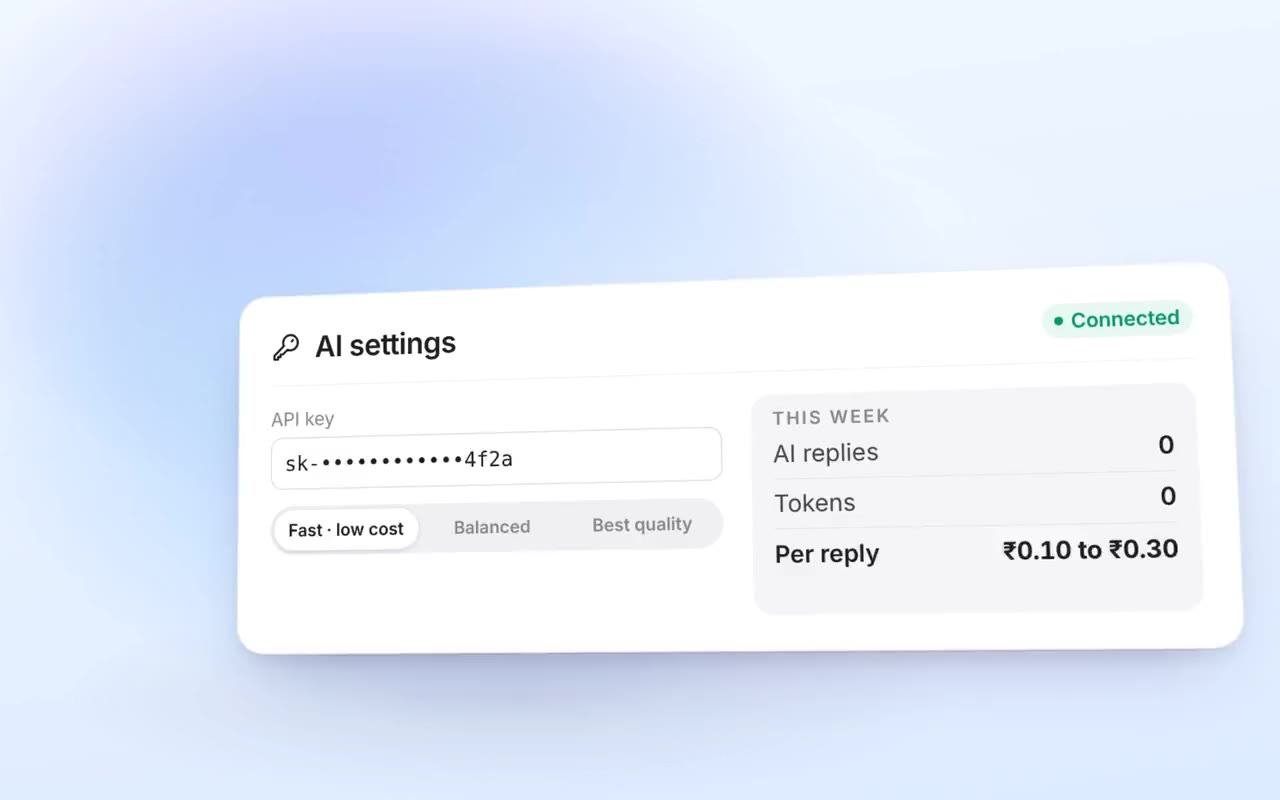 AI settings
Connected
API key
sk-••••••••••••4f2a
Fast · low cost
Balanced
Best quality
THIS WEEK
AI replies 0
Tokens 0
Per reply ₹0.10 to ₹0.30